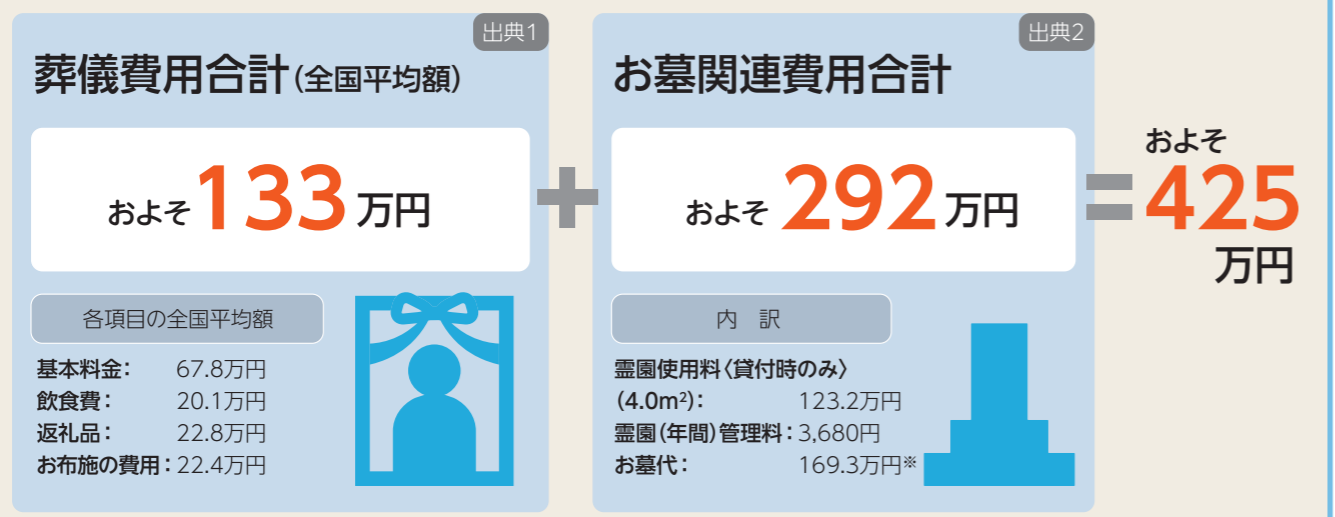 出典1
葬儀費用合計(全国平均額)
およそ133万円
各項目の全国平均額
基本料金: 67.8万円
飲食費: 20.1万円
返礼品: 22.8万円
お布施の費用: 22.4万円
+
出典2
お墓関連費用合計
およそ292万円
内 訳
霊園使用料〈貸付時のみ〉
(4.0m²): 123.2万円
霊園(年間)管理料: 3,680円
お墓代: 169.3万円※
=
およそ
425
万円